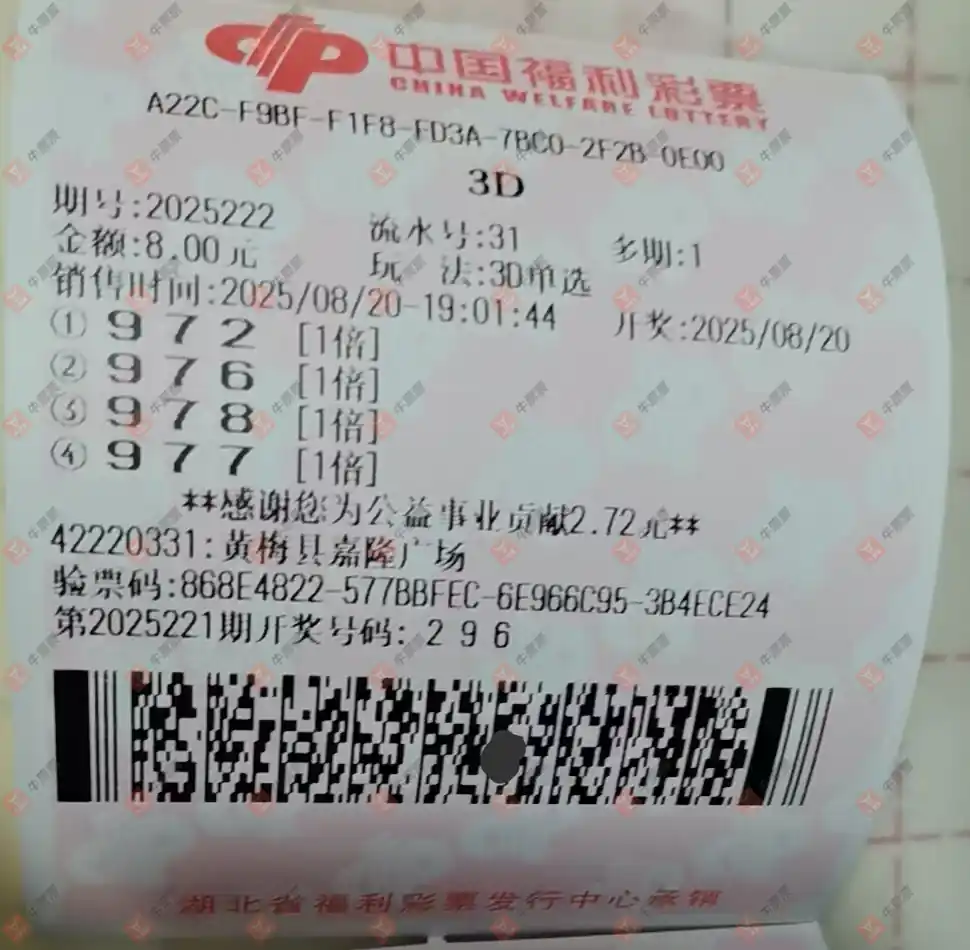 中国福利彩票
CHINA WELFARE LOTTERY
A22C-F9BF-F1F8-FD3A-7BC0-2F2B-0E00
3D
期号:2025222 流水号:31 多期:1
金额:8.00元 玩 法:3D单选
销售时间:2025/08/20-19:01:44 开奖:2025/08/20
① 9 7 2 [1倍]
② 9 7 6 [1倍]
③ 9 7 8 [1倍]
④ 9 7 7 [1倍]
**感谢您为公益事业贡献2.72元**
42220331:黄梅县嘉隆广场
验票码:868E4822-577BBFEC-6E966C95-3B4ECE24
第2025221期开奖号码: 2 9 6
湖北省福利彩票发行中心承销